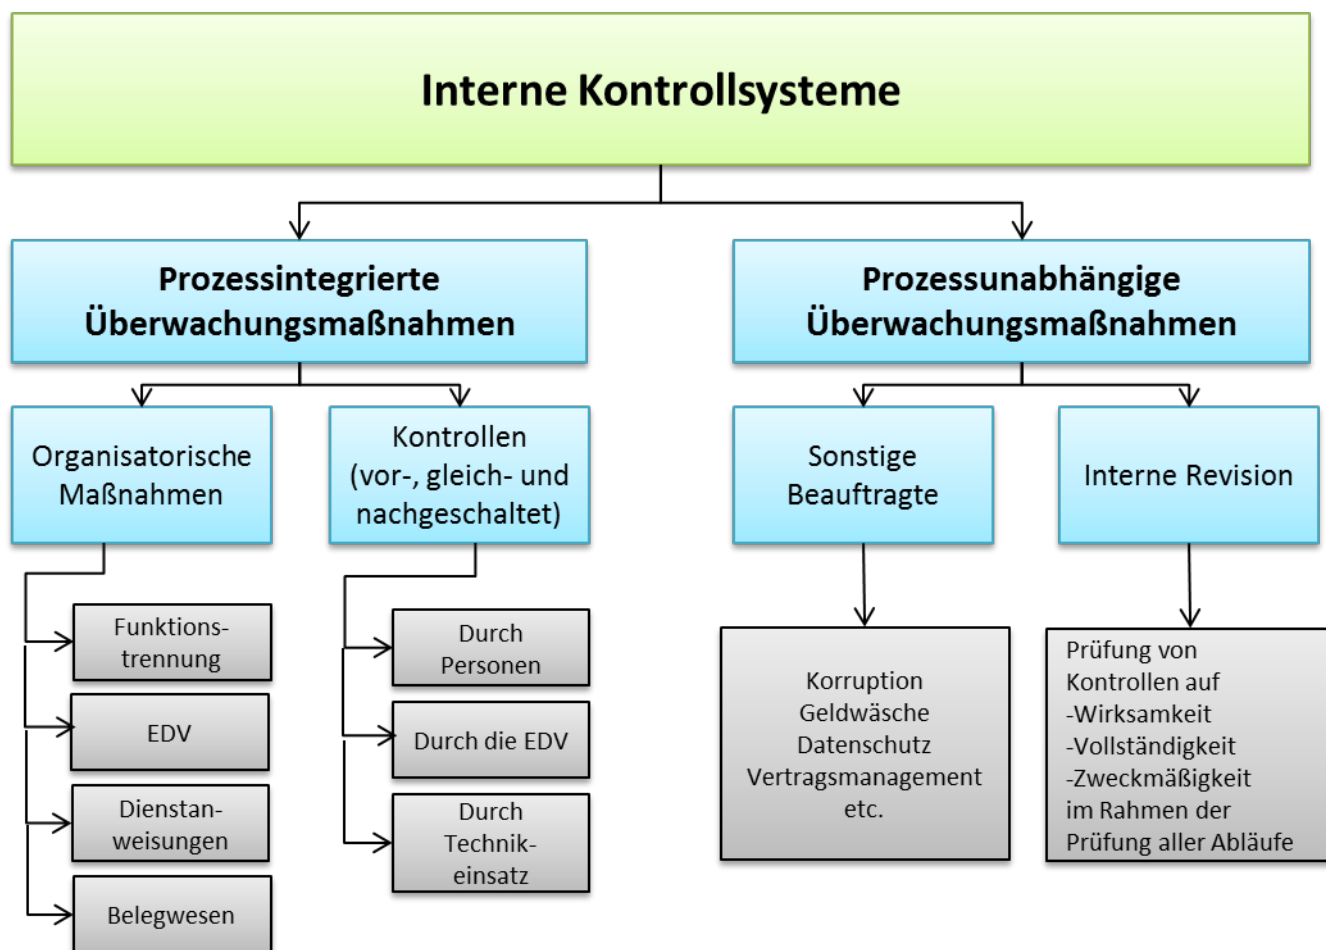 Interne Kontrollsysteme
Prozessintegrierte
Überwachungsmaßnahmen
Prozessunabhängige
Überwachungsmaßnahmen
Organisatorische
Maßnahmen
Kontrollen
(vor-, gleich- und
nachgeschaltet)
Sonstige
Beauftragte
Interne Revision
Funktions-
trennung
EDV
Dienstan-
weisungen
Belegwesen
Durch
Personen
Durch die EDV
Durch
Technik-
einsatz
Korruption
Geldwäsche
Datenschutz
Vertragsmanagement
etc.
Prüfung von
Kontrollen auf
-Wirksamkeit
-Vollständigkeit
-Zweckmäßigkeit
im Rahmen der
Prüfung aller Abläufe